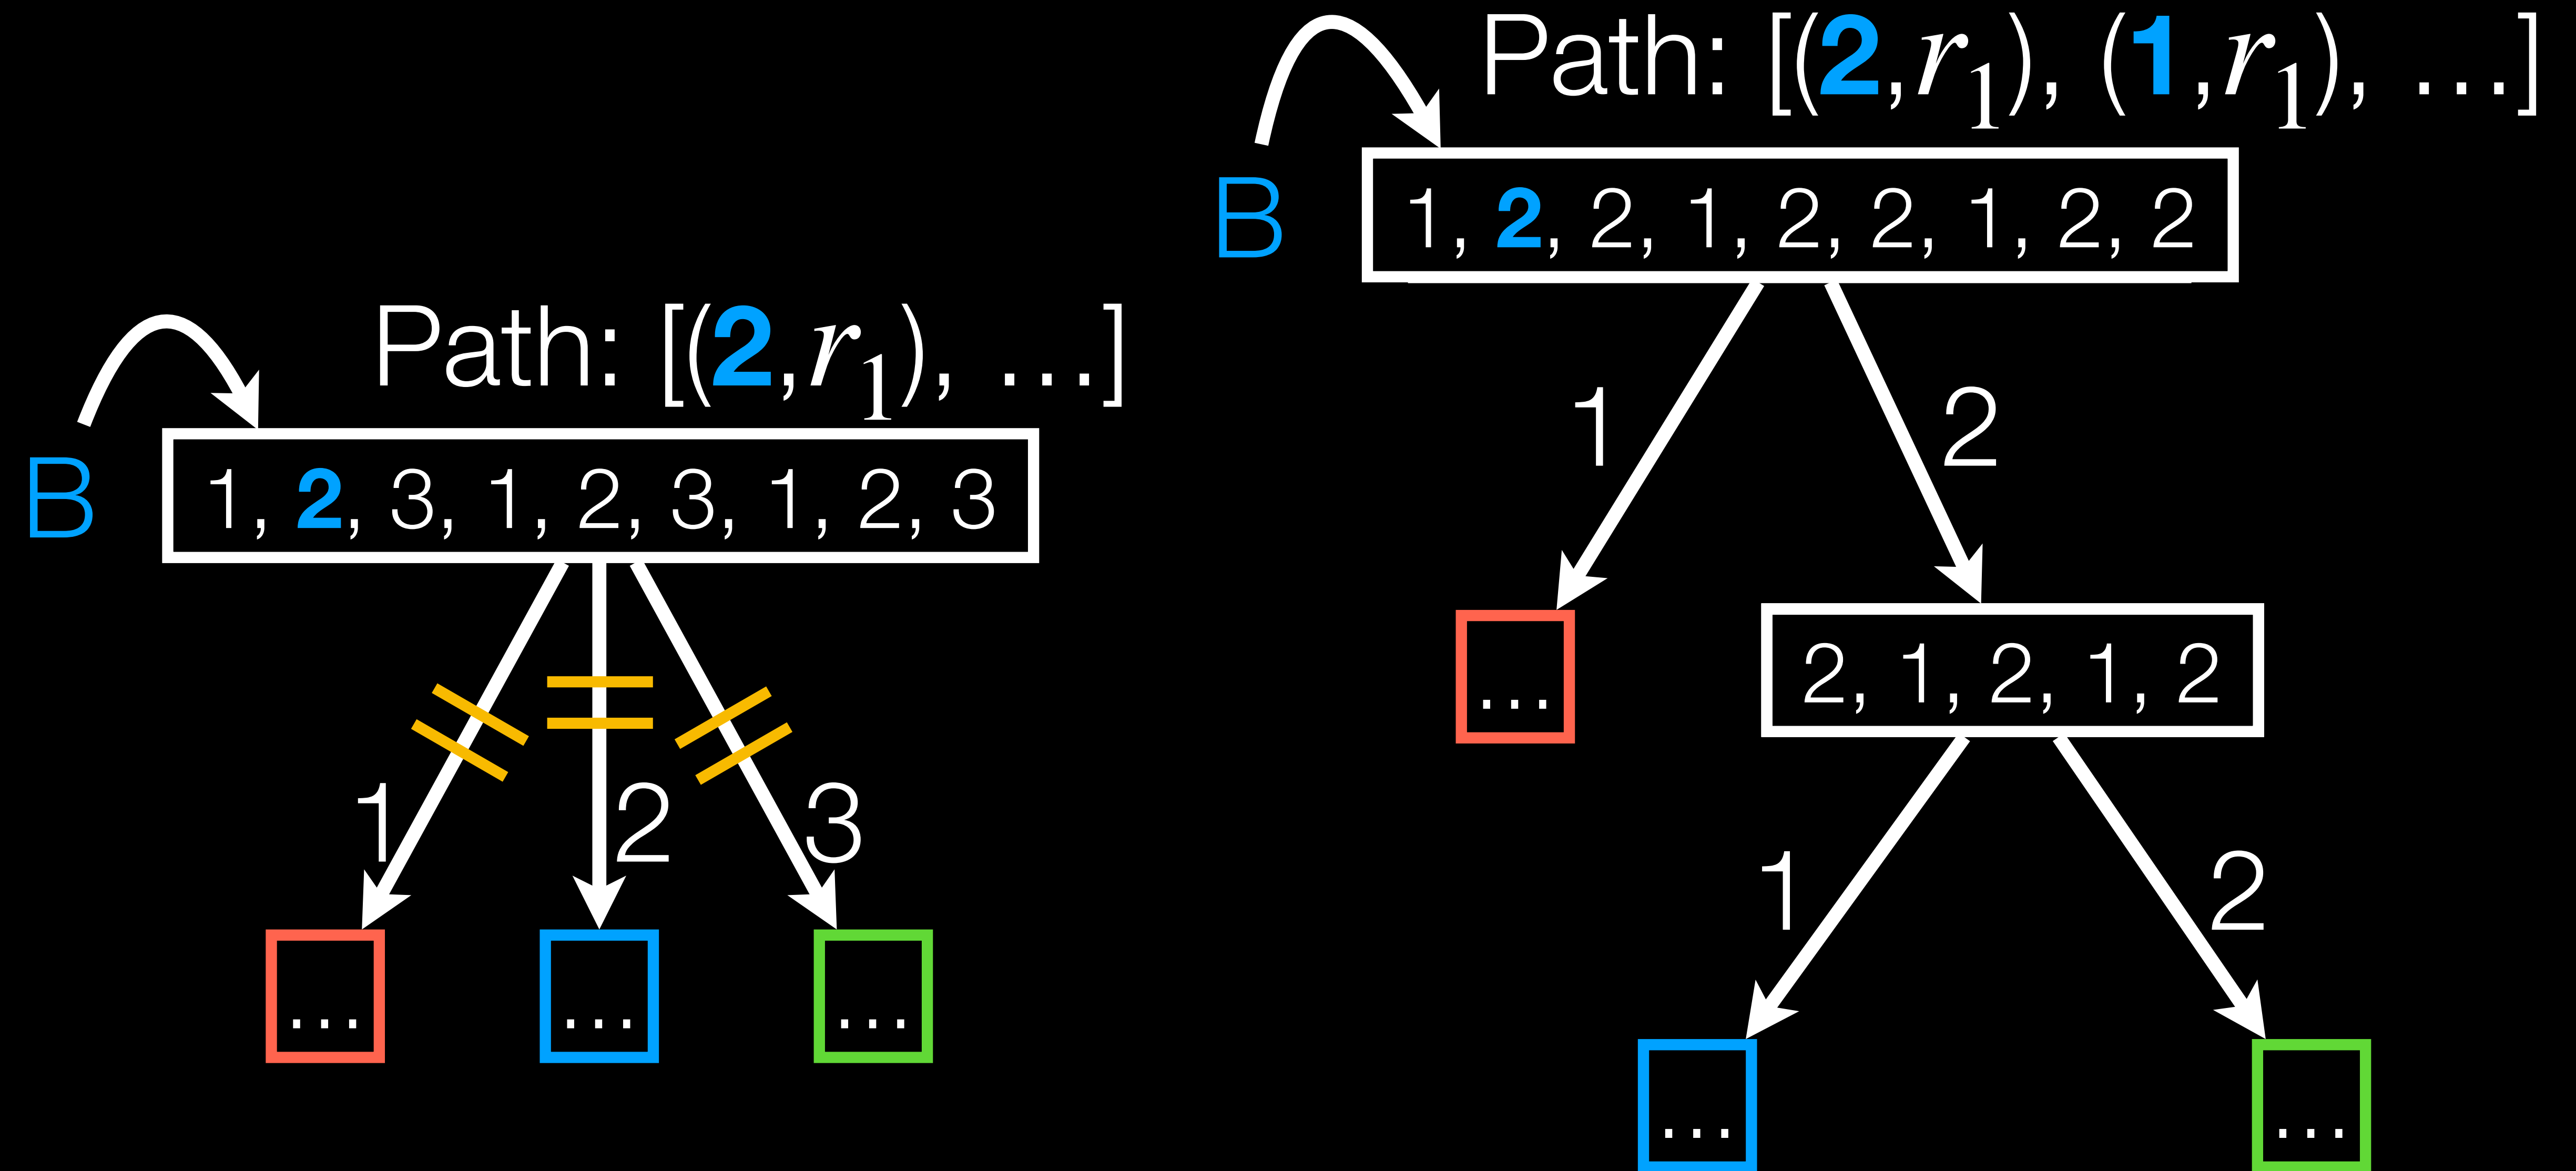 Path: [(2,r₁), ...]
B
1, 2, 3, 1, 2, 3, 1, 2, 3
1
2
3
...
...
...
Path: [(2,r₁), (1,r₁), ...]
B
1, 2, 2, 1, 2, 2, 1, 2, 2
1
2
...
2, 1, 2, 1, 2
1
2
...
...